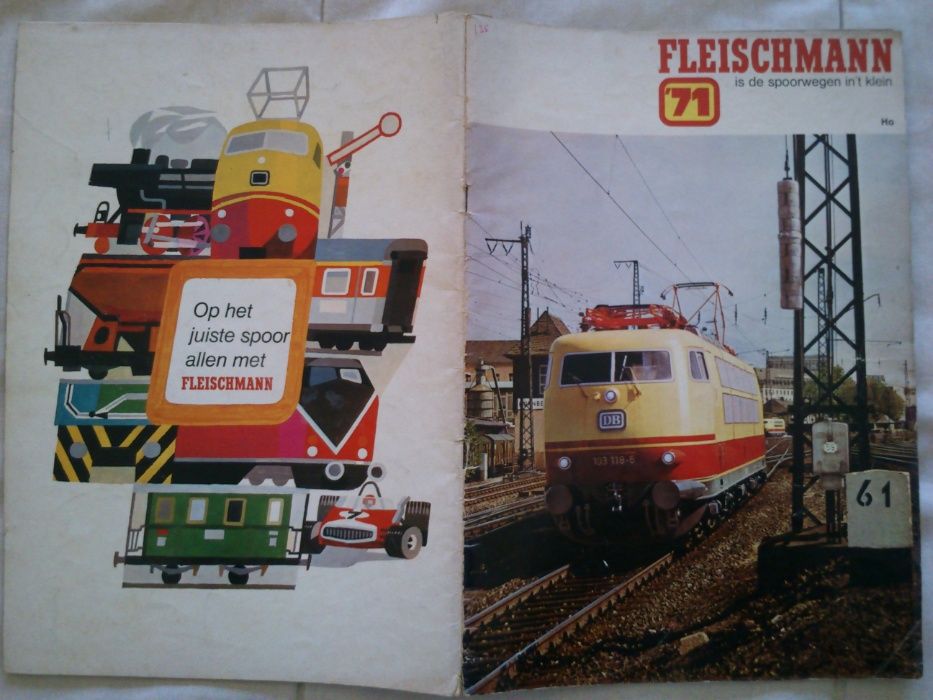 Op het
juiste spoor
allen met
FLEISCHMANN
7
FLEISCHMANN
is de spoorwegen in't klein
'71
Ho
DB
103 118-6
61